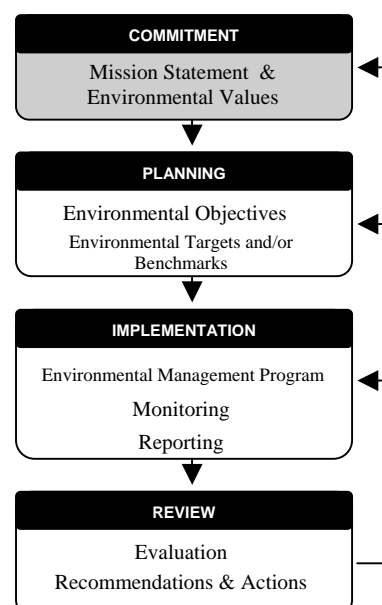 COMMITMENT
Mission Statement &
Environmental Values
PLANNING
Environmental Objectives
Environmental Targets and/or
Benchmarks
IMPLEMENTATION
Environmental Management Program
Monitoring
Reporting
REVIEW
Evaluation
Recommendations & Actions